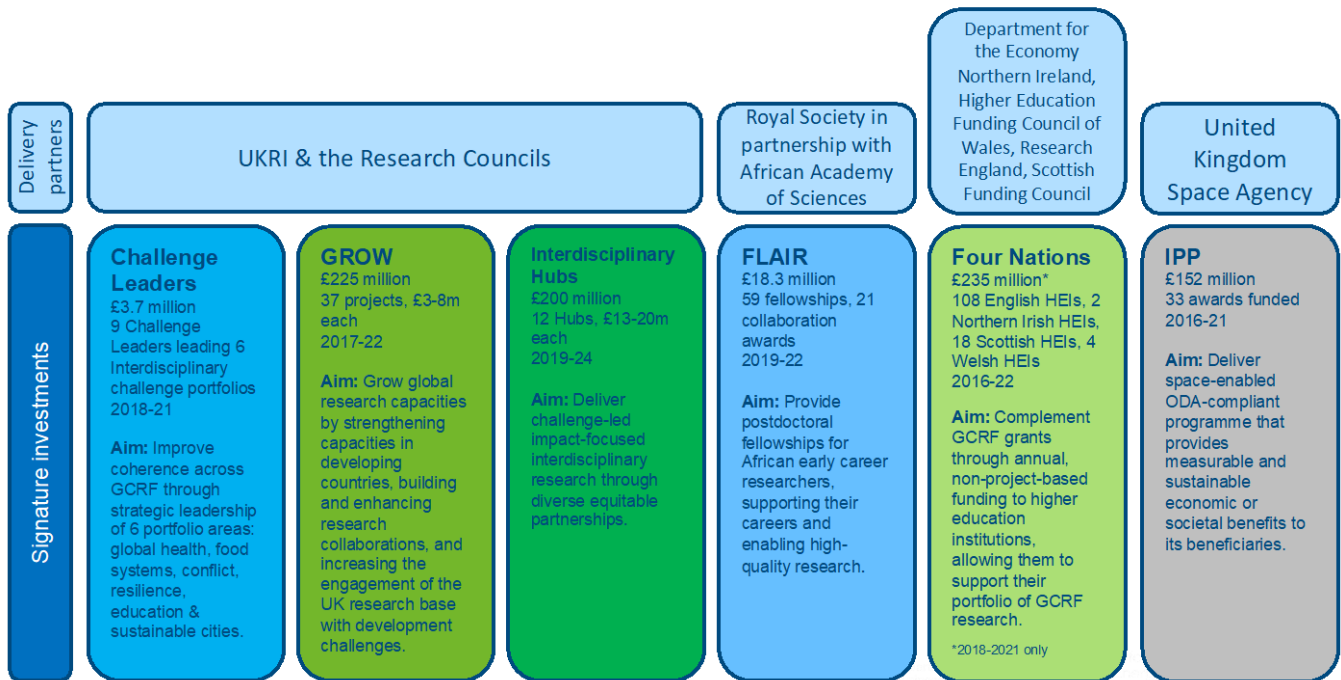 Delivery
partners
UKRI & the Research Councils
Royal Society in
partnership with
African Academy
of Sciences
Department for
the Economy
Northern Ireland,
Higher Education
Funding Council of
Wales, Research
England, Scottish
Funding Council
United
Kingdom
Space Agency
Signature investments
Challenge
Leaders
£3.7 million
9 Challenge
Leaders leading 6
Interdisciplinary
challenge portfolios
2018-21
Aim: Improve
coherence across
GCRF through
strategic leadership
of 6 portfolio areas:
global health, food
systems, conflict,
resilience,
education &
sustainable cities.
GROW
£225 million
37 projects, £3-8m
each
2017-22
Aim: Grow global
research capacities
by strengthening
capacities in
developing
countries, building
and enhancing
research
collaborations, and
increasing the
engagement of the
UK research base
with development
challenges.
Interdisciplinary
Hubs
£200 million
12 Hubs, £13-20m
each
2019-24
Aim: Deliver
challenge-led
impact-focused
interdisciplinary
research through
diverse equitable
partnerships.
FLAIR
£18.3 million
59 fellowships, 21
collaboration
awards
2019-22
Aim: Provide
postdoctoral
fellowships for
African early career
researchers,
supporting their
careers and
enabling high-
quality research.
Four Nations
£235 million*
108 English HEIs, 2
Northern Irish HEIs,
18 Scottish HEIs, 4
Welsh HEIs
2016-22
Aim: Complement
GCRF grants
through annual,
non-project-based
funding to higher
education
institutions,
allowing them to
support their
portfolio of GCRF
research.
*2018-2021 only
IPP
£152 million
33 awards funded
2016-21
Aim: Deliver
space-enabled
ODA-compliant
programme that
provides
measurable and
sustainable
economic or
societal benefits to
its beneficiaries.